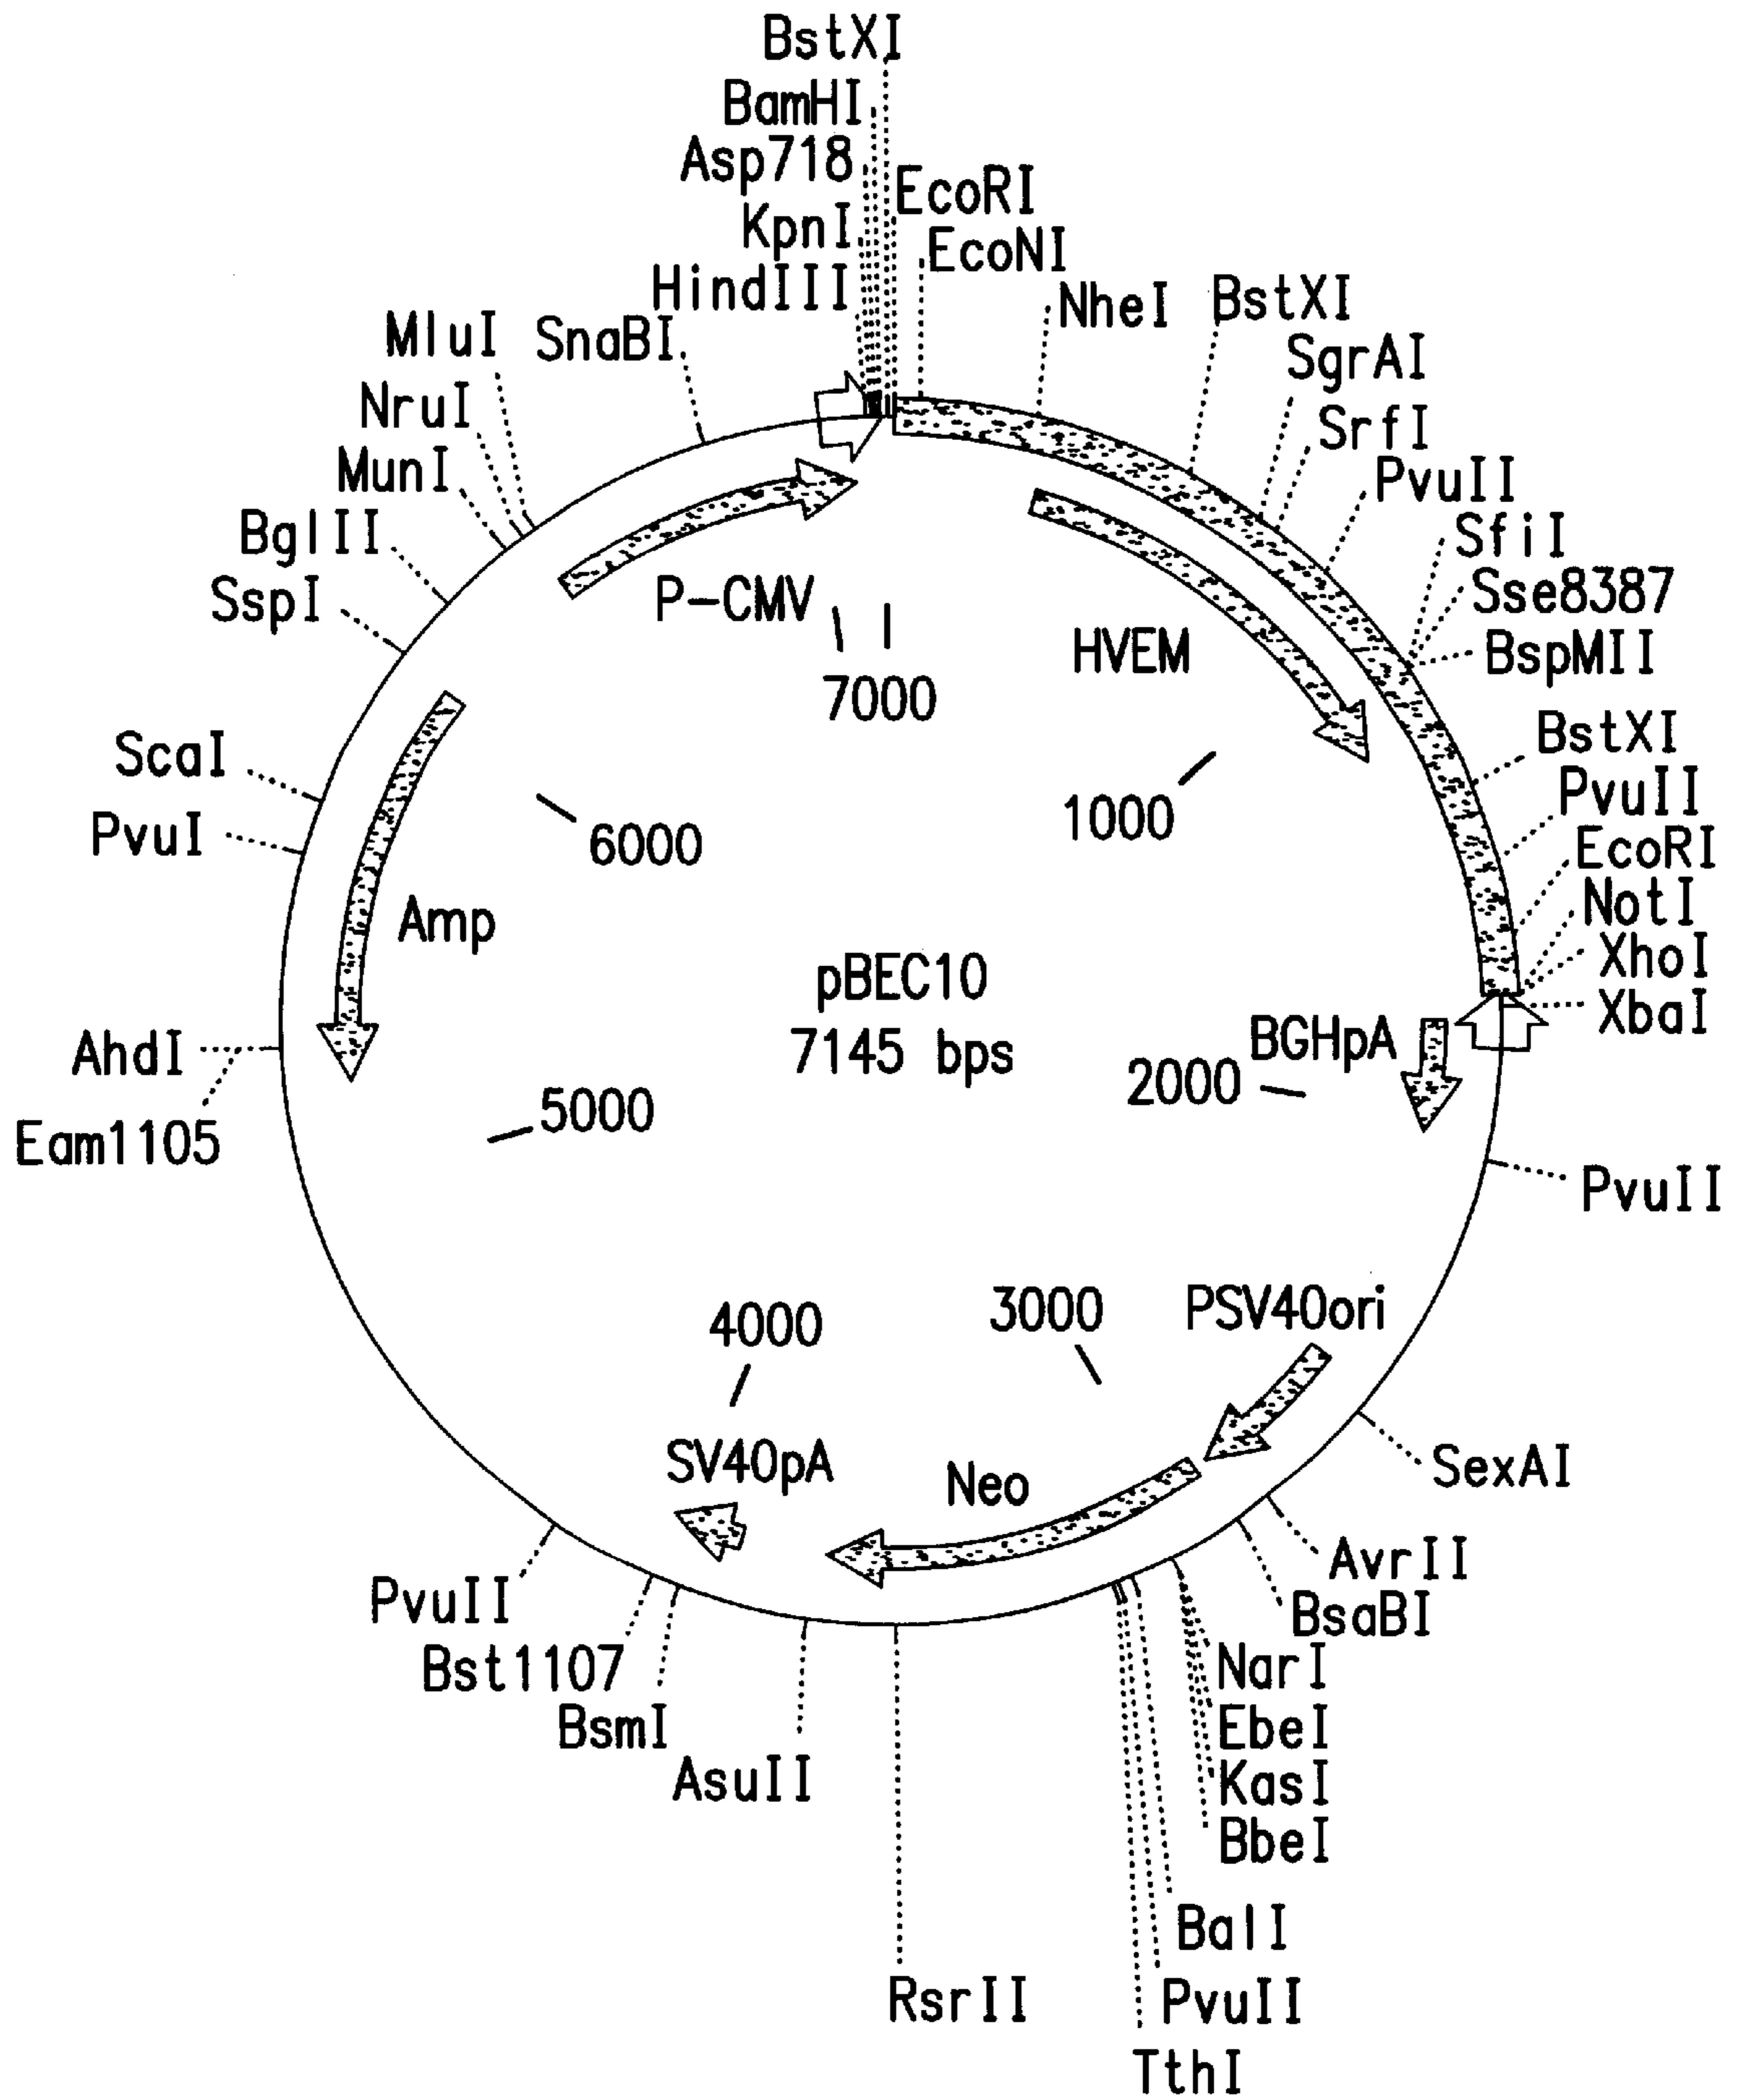 BstXI
BamHI
Asp718
KpnI
HindIII
EcoRI
EcoNI
NheI
BstXI
SgrAI
SrfI
PvuII
SfiI
Sse8387
BspMII
BstXI
PvuII
EcoRI
NotI
XhoI
XbaI
PvuII
SexAI
AvrII
BsaBI
NarI
EbeI
KasI
BbeI
BalI
PvuII
TthI
RsrII
AsuII
BsmI
Bst1107
PvuII
Eam1105
AhdI
PvuI
ScaI
SspI
BglII
MunI
NruI
MluI
SnaBI
P-CMV
7000
HVEM
1000
6000
Amp
pBEC10
7145 bps
BGHpA
2000
5000
PSV40ori
3000
4000
SV40pA
Neo